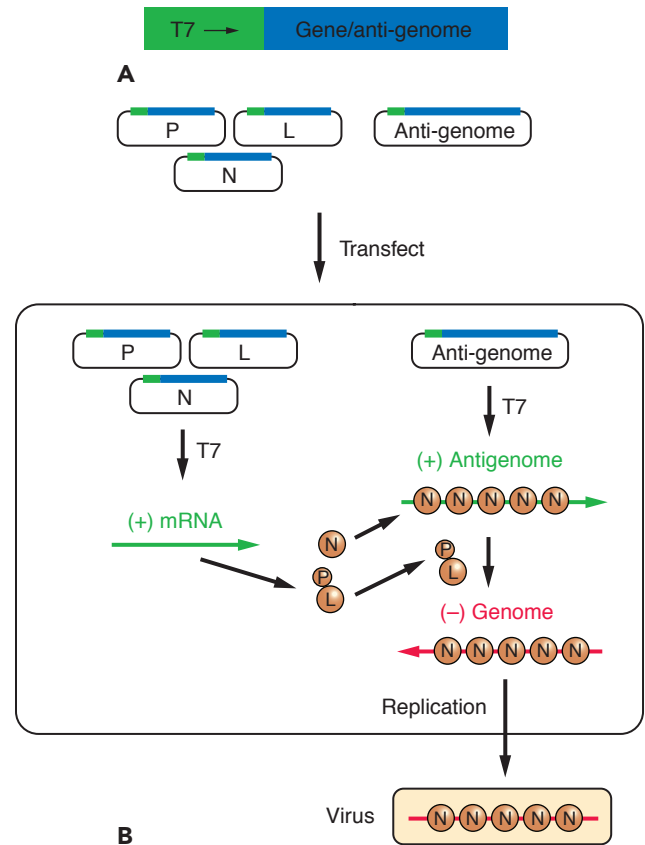 T7 → Gene/anti-genome
A
P L Anti-genome
N
Transfect
P L Anti-genome
N
T7 T7
(+) Antigenome
N N N N N
(+) mRNA
N
P
L
P
L
(–) Genome
N N N N N
Replication
Virus N N N N N
B